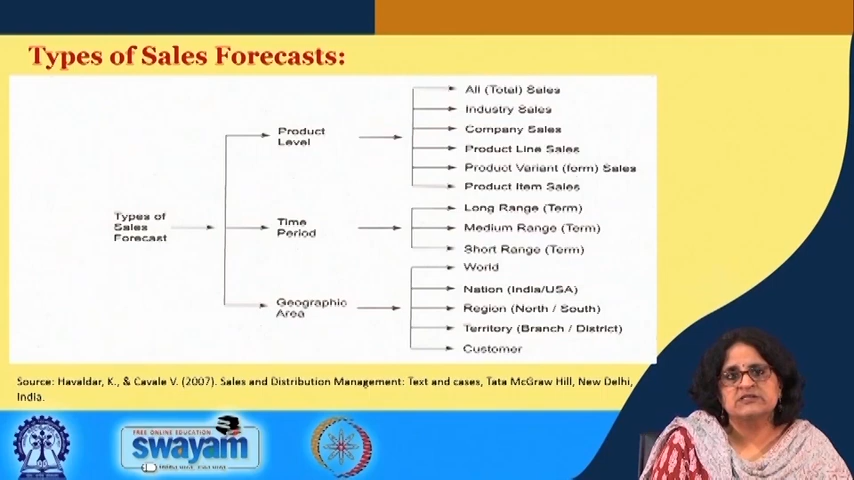 Types of Sales Forecasts:
Types of
Sales
Forecast
Product
Level
All (Total) Sales
Industry Sales
Company Sales
Product Line Sales
Product Variant (form) Sales
Product Item Sales
Time
Period
Long Range (Term)
Medium Range (Term)
Short Range (Term)
Geographic
Area
World
Nation (India/USA)
Region (North / South)
Territory (Branch / District)
Customer
Source: Havaldar, K., & Cavale V. (2007). Sales and Distribution Management: Text and cases, Tata McGraw Hill, New Delhi,
India.
FREE ONLINE EDUCATION
swayam